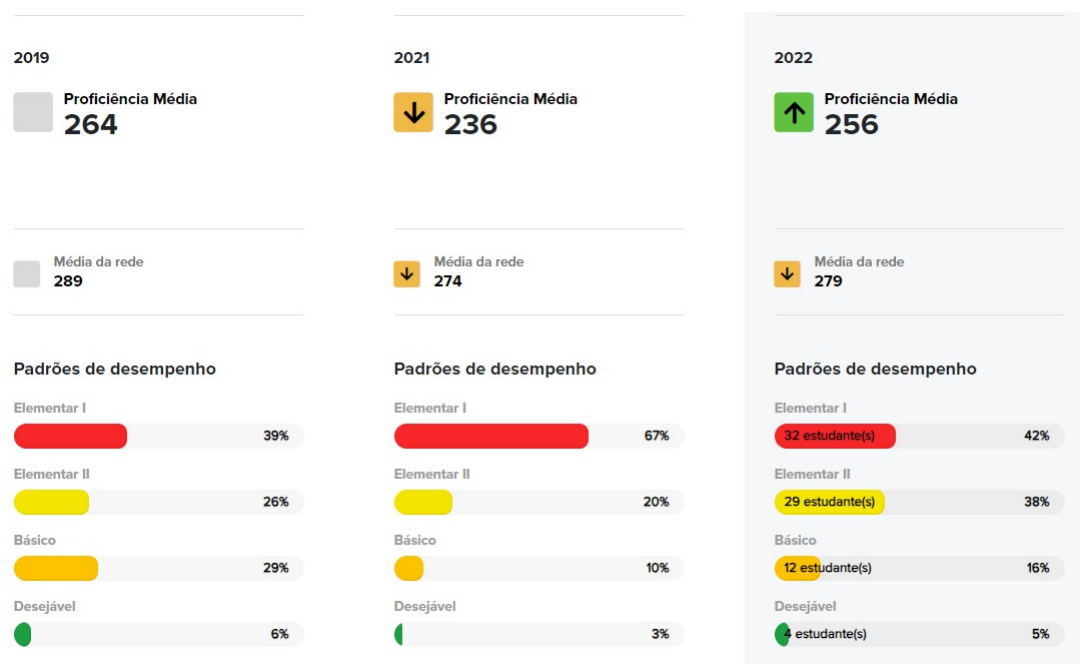 2019
Proficiência Média
264
Média da rede
289
Padrões de desempenho
Elementar I
39%
Elementar II
26%
Básico
29%
Desejável
6%
2021
Proficiência Média
236
Média da rede
274
Padrões de desempenho
Elementar I
67%
Elementar II
20%
Básico
10%
Desejável
3%
2022
Proficiência Média
256
Média da rede
279
Padrões de desempenho
Elementar I
32 estudante(s) 42%
Elementar II
29 estudante(s) 38%
Básico
12 estudante(s) 16%
Desejável
4 estudante(s) 5%